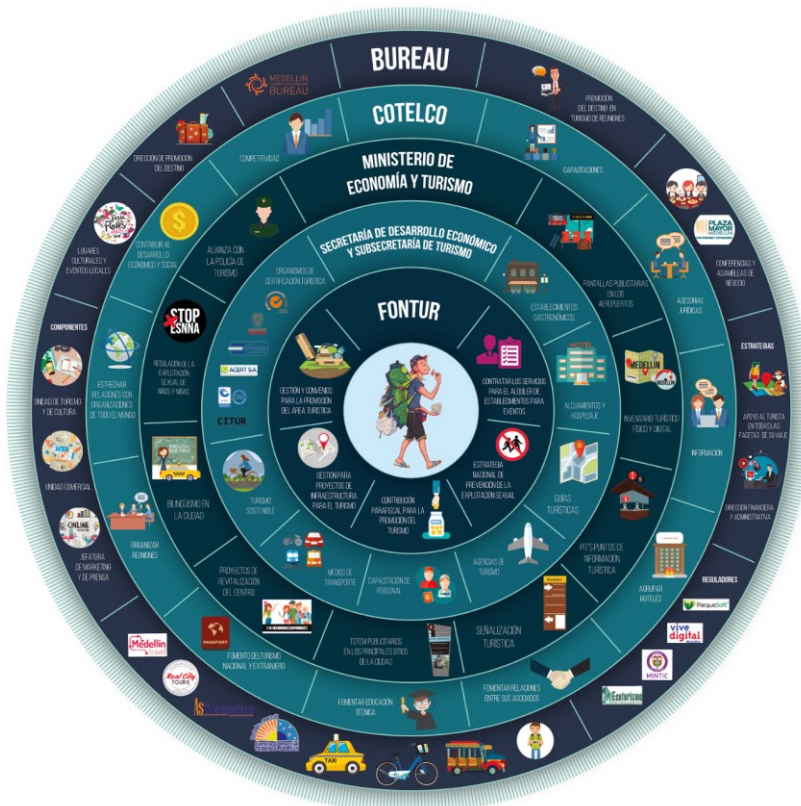 BUREAU
MEDELLIN
BUREAU
PROMOCIÓN
DEL DESTINO EN
TURISMO DE REUNIONES
DIRECCIÓN DE PROMOCIÓN
DEL DESTINO
LUGARES
CULTURALES Y
EVENTOS LOCALES
COMPONENTES
UNIDAD DE TURISMO
Y DE CULTURA
UNIDAD COMERCIAL
ONLINE
JEFATURA
DE MARKETING
Y DE PRENSA
PLAZA
MAYOR
MEDELLÍN
CONFERENCIAS Y
ASAMBLEAS DE
NEGOCIO
ESTRATEGIAS
APOYO AL TURISTA
EN TODAS LAS
FACETAS DE SU VIAJE
DIRECCIÓN FINANCIERA
Y ADMINISTRATIVA
REGULADORES
ParqueSoft
vive
digital
MINTIC
Ecoturismo
Medellín
travel
Real City
TOURS
TAXI
COTELCO
COMPETITIVIDAD
CAPACITACIONES
CONTRIBUIR AL
DESARROLLO
ECONÓMICO Y SOCIAL
ASESORÍAS
JURÍDICAS
ESTRECHAR
RELACIONES CON
ORGANIZACIONES
DE TODO EL MUNDO
INFORMACIÓN
ORGANIZAR
REUNIONES
AGRUPAR
HOTELES
PASSPORT
FOMENTO DEL TURISMO
NACIONAL Y EXTRANJERO
FOMENTAR EDUCACIÓN
TÉCNICA
FOMENTAR RELACIONES
ENTRE SUS ASOCIADOS
MINISTERIO DE
ECONOMÍA Y TURISMO
ALIANZA CON
LA POLICÍA DE
TURISMO
PANTALLAS PUBLICITARIAS
EN LOS
AEROPUERTOS
STOP
ESNNA
REGULACIÓN DE LA
EXPLOTACIÓN
SEXUAL DE
NIÑOS Y NIÑAS
MEDELLIN
INVENTARIO TURÍSTICO
FÍSICO Y DIGITAL
BILINGÜISMO EN
LA CIUDAD
PIT'S PUNTOS DE
INFORMACIÓN
TURÍSTICA
PROYECTOS DE
REVITALIZACIÓN
DEL CENTRO
TOTEM PUBLICITARIOS
EN LOS PRINCIPALES SITIOS
DE LA CIUDAD
SEÑALIZACIÓN
TURÍSTICA
SECRETARÍA DE DESARROLLO ECONÓMICO
Y SUBSECRETARÍA DE TURISMO
ORGANISMOS DE
CERTIFICACIÓN TURÍSTICA
ACERT S.A
CITUR
ESTABLECIMIENTOS
GASTRONÓMICOS
HOTEL
ALOJAMIENTOS Y
HOSPEDAJE
GUÍAS
TURÍSTICAS
TURISMO
SOSTENIBLE
MEDIOS DE
TRANSPORTE
CAPACITACIÓN DE
PERSONAL
AGENCIAS DE
TURISMO
FONTUR
GESTIÓN Y CONVENIOS
PARA LA PROMOCIÓN
DEL ÁREA TURÍSTICA
CONTRATAR LOS SERVICIOS
PARA EL ALQUILER DE
ESTABLECIMIENTOS PARA
EVENTOS
GESTIÓN PARA
PROYECTOS DE
INFRAESTRUCTURA
PARA EL TURISMO
CONTRIBUCIÓN
PARAFISCAL PARA LA
PROMOCIÓN DEL
TURISMO
ESTRATEGIA
NACIONAL DE
PREVENCIÓN DE LA
EXPLOTACIÓN SEXUAL